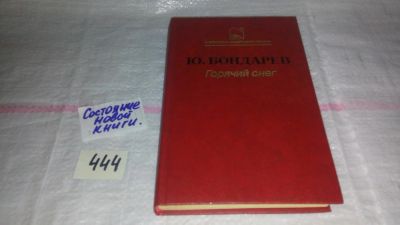 Ю. БОНДАРЕВ
Горячий снег
Состояние
новой
книги.
444